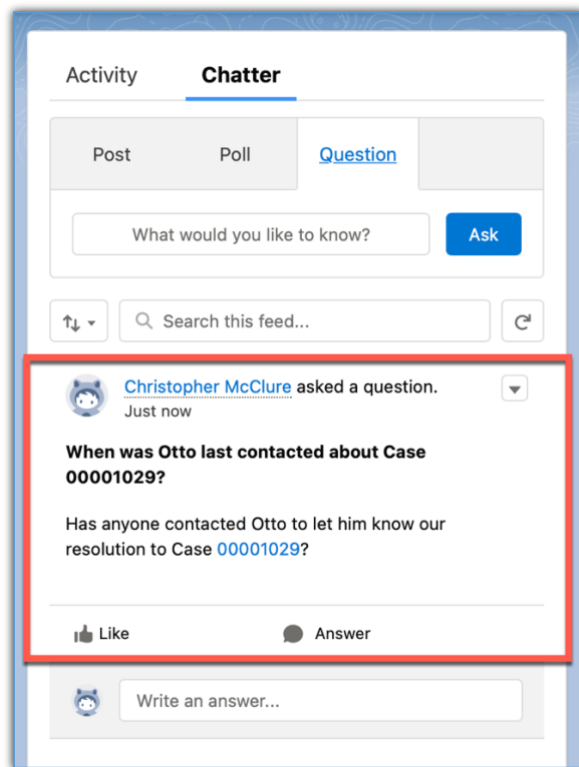 Activity Chatter
Post Poll Question
What would you like to know? Ask
Search this feed...
Christopher McClure asked a question.
Just now
When was Otto last contacted about Case
00001029?
Has anyone contacted Otto to let him know our
resolution to Case 00001029?
Like Answer
Write an answer...